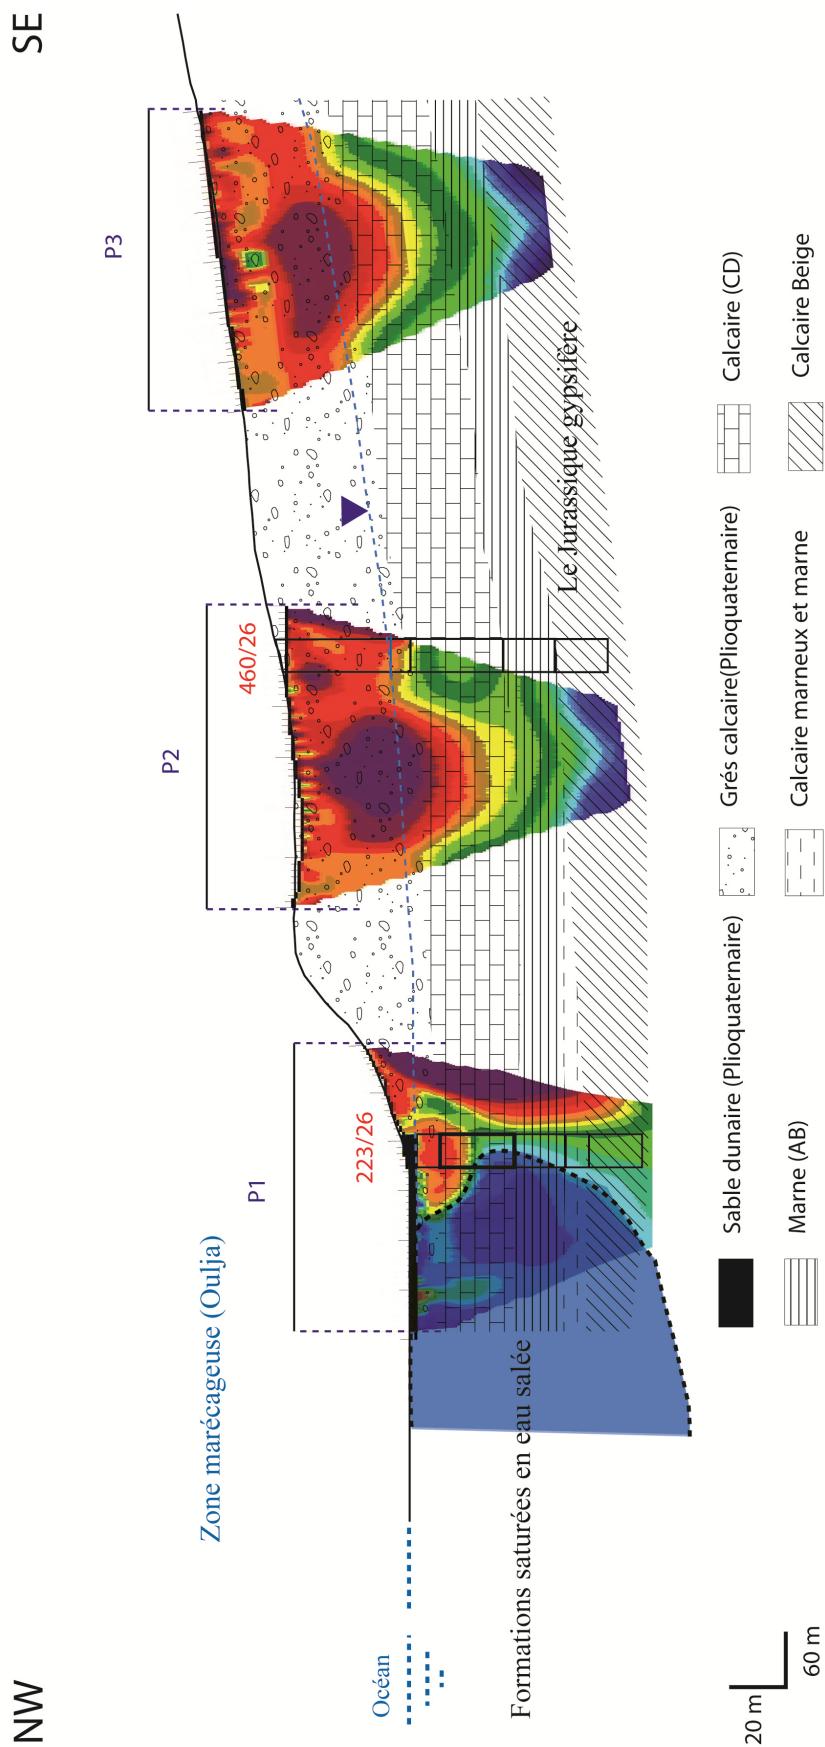 NW
SE
P1
P2
P3
Zone marécageuse (Oulja)
223/26
460/26
Océan
Formations saturées en eau salée
Le Jurassique gypsifère
20 m
60 m
Sable dunaire (Plioquaternaire)
Grés calcaire(Plioquaternaire)
Calcaire (CD)
Marne (AB)
Calcaire marneux et marne
Calcaire Beige